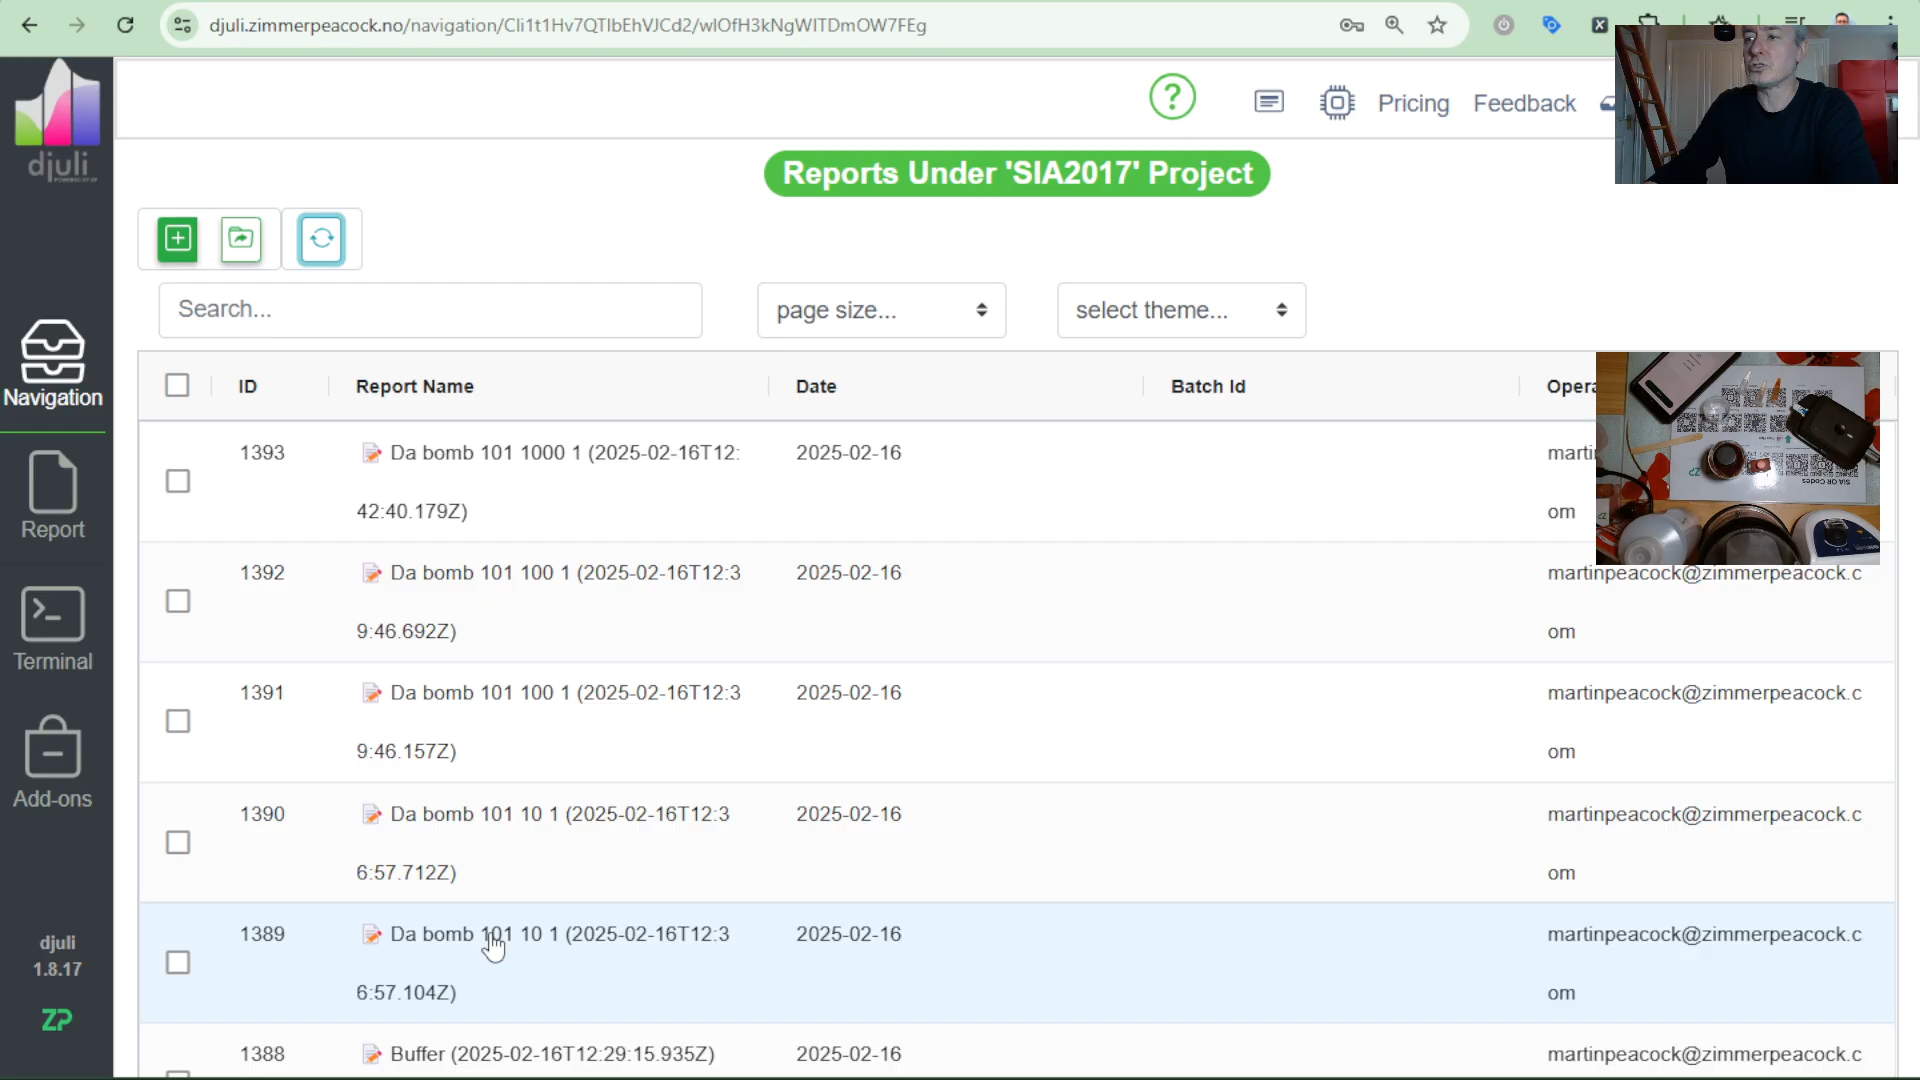 djuli.zimmerpeacock.no/navigation/Cli1t1Hv7QTlbEhVJCd2/wlOfH3kNgWITDmOW7FEg
djuli
Pricing
Feedback
Reports Under 'SIA2017' Project
Search...
page size...
select theme...
Navigation
Report
Terminal
Add-ons
djuli
1.8.17
ZP
ID Report Name Date Batch Id Opera
1393 Da bomb 101 1000 1 (2025-02-16T12: 2025-02-16 marti
42:40.179Z) om
1392 Da bomb 101 100 1 (2025-02-16T12:3 2025-02-16 martinpeacock@zimmerpeacock.c
9:46.692Z) om
1391 Da bomb 101 100 1 (2025-02-16T12:3 2025-02-16 martinpeacock@zimmerpeacock.c
9:46.157Z) om
1390 Da bomb 101 10 1 (2025-02-16T12:3 2025-02-16 martinpeacock@zimmerpeacock.c
6:57.712Z) om
1389 Da bomb 101 10 1 (2025-02-16T12:3 2025-02-16 martinpeacock@zimmerpeacock.c
6:57.104Z) om
1388 Buffer (2025-02-16T12:29:15.935Z) 2025-02-16 martinpeacock@zimmerpeacock.c
SIA QR Codes
ZP